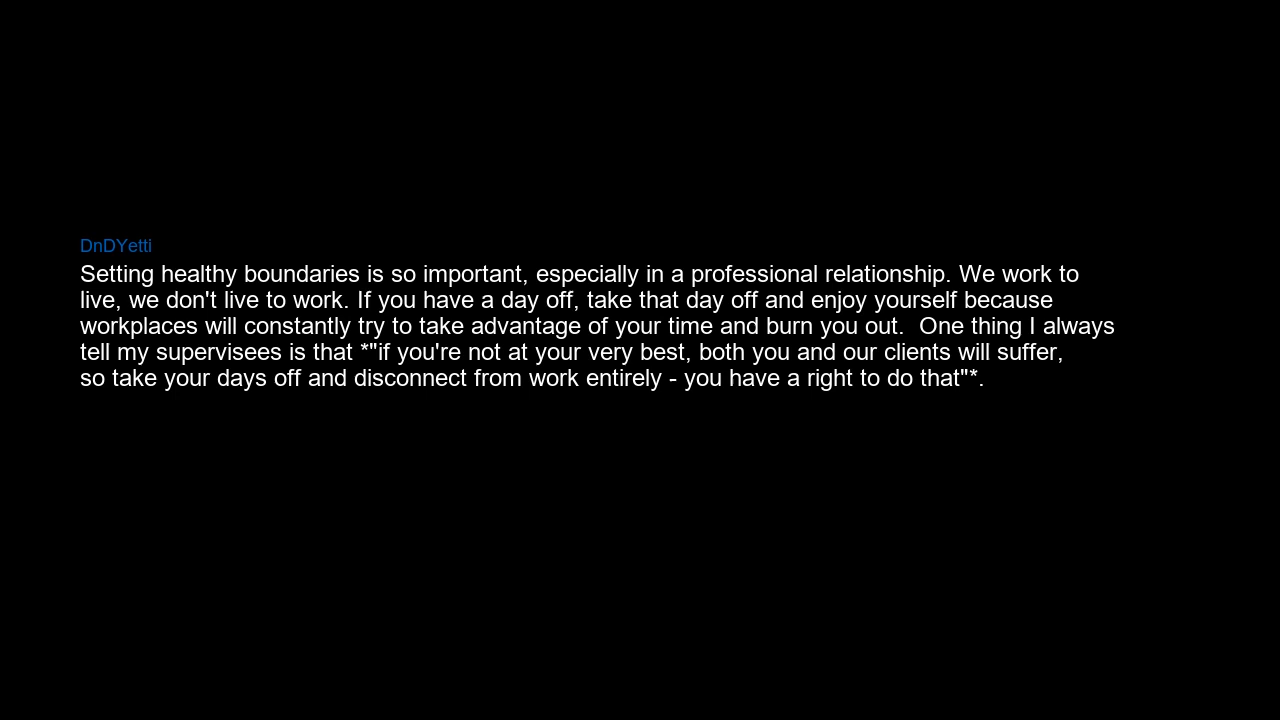 DnDYetti
Setting healthy boundaries is so important, especially in a professional relationship. We work to
live, we don't live to work. If you have a day off, take that day off and enjoy yourself because
workplaces will constantly try to take advantage of your time and burn you out.  One thing I always
tell my supervisees is that *"if you're not at your very best, both you and our clients will suffer,
so take your days off and disconnect from work entirely - you have a right to do that"*.